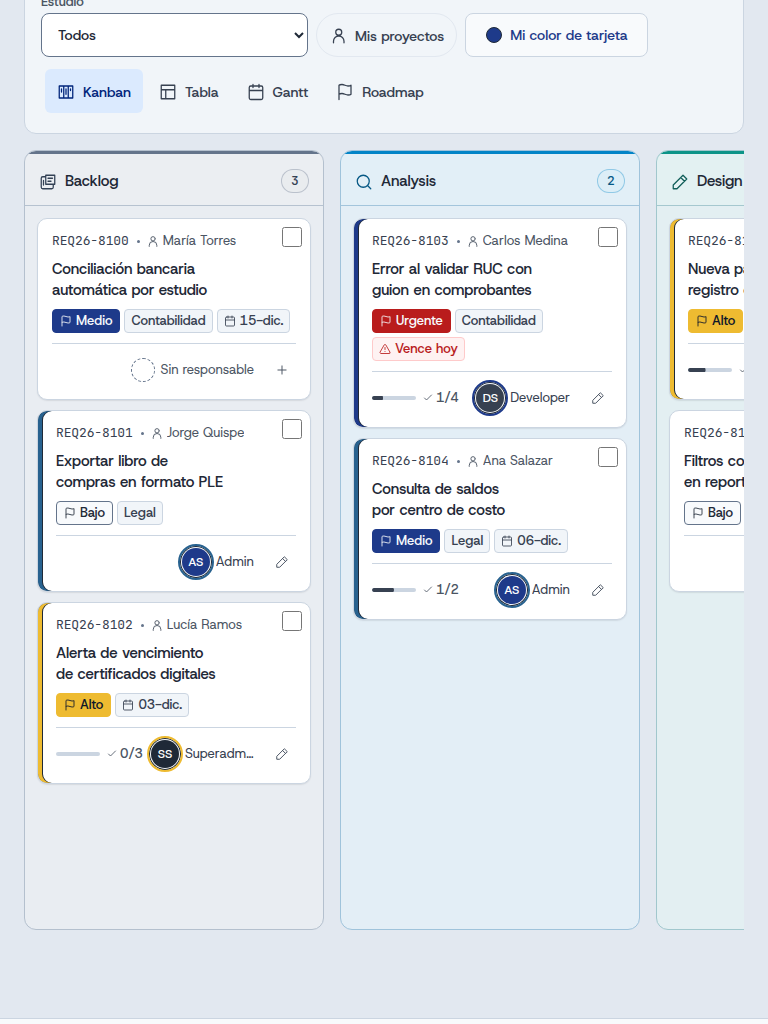 Estudio
Todos
Mis proyectos
Mi color de tarjeta
Kanban
Tabla
Gantt
Roadmap
Backlog
3
REQ26-8100 • María Torres
Conciliación bancaria
automática por estudio
Medio
Contabilidad
15-dic.
Sin responsable
REQ26-8101 • Jorge Quispe
Exportar libro de
compras en formato PLE
Bajo
Legal
AS
Admin
REQ26-8102 • Lucía Ramos
Alerta de vencimiento
de certificados digitales
Alto
03-dic.
0/3
SS
Superadm…
Analysis
2
REQ26-8103 • Carlos Medina
Error al validar RUC con
guion en comprobantes
Urgente
Contabilidad
Vence hoy
1/4
DS
Developer
REQ26-8104 • Ana Salazar
Consulta de saldos
por centro de costo
Medio
Legal
06-dic.
1/2
AS
Admin
Design
Nueva
registro
Alto
Filtros
en
Bajo